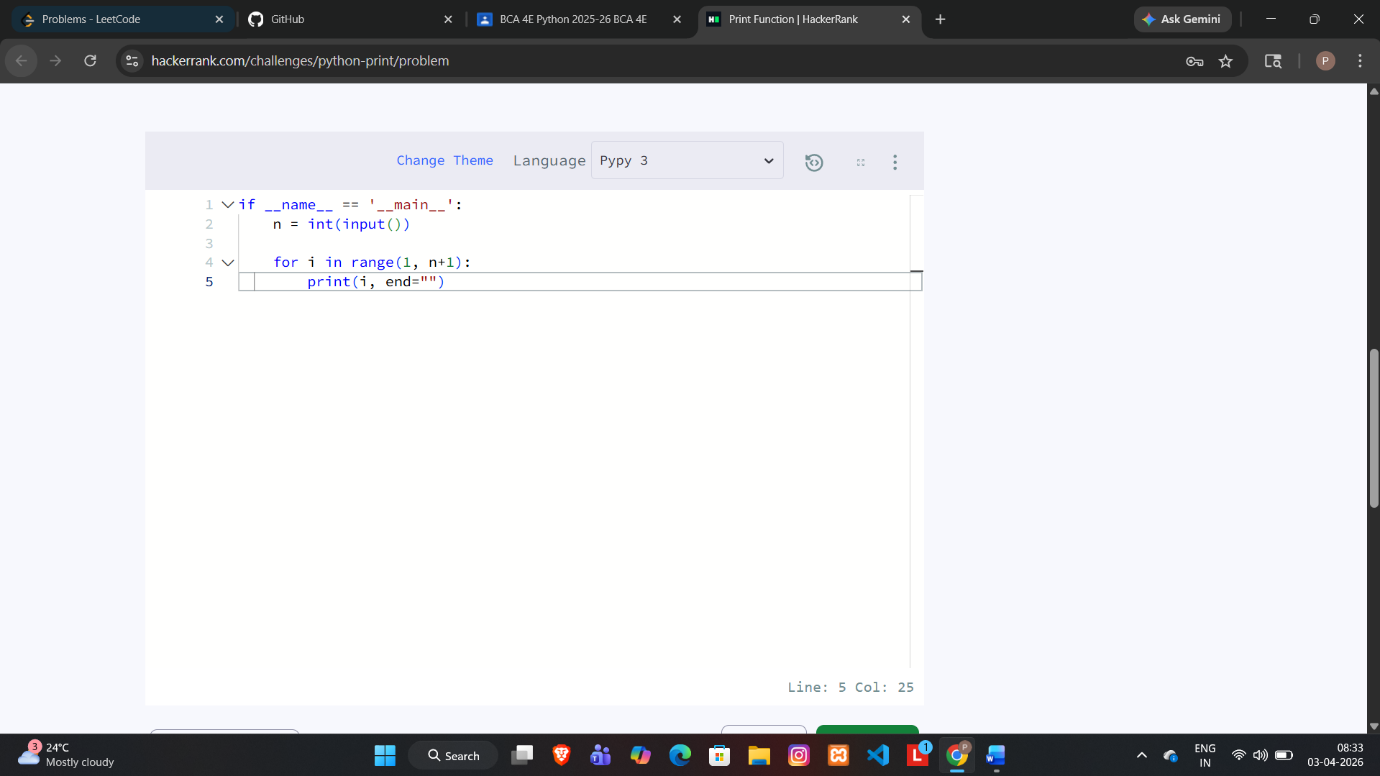 Problems - LeetCode
GitHub
BCA 4E Python 2025-26 BCA 4E
Print Function | HackerRank
Ask Gemini
hackerrank.com/challenges/python-print/problem
P
Change Theme Language Pypy 3
1 if __name__ == '__main__':
2 n = int(input())
3
4 for i in range(1, n+1):
5 print(i, end="")
Line: 5 Col: 25
3
24°C
Mostly cloudy
Search
L
1
P
W
ENG
IN
08:33
03-04-2026